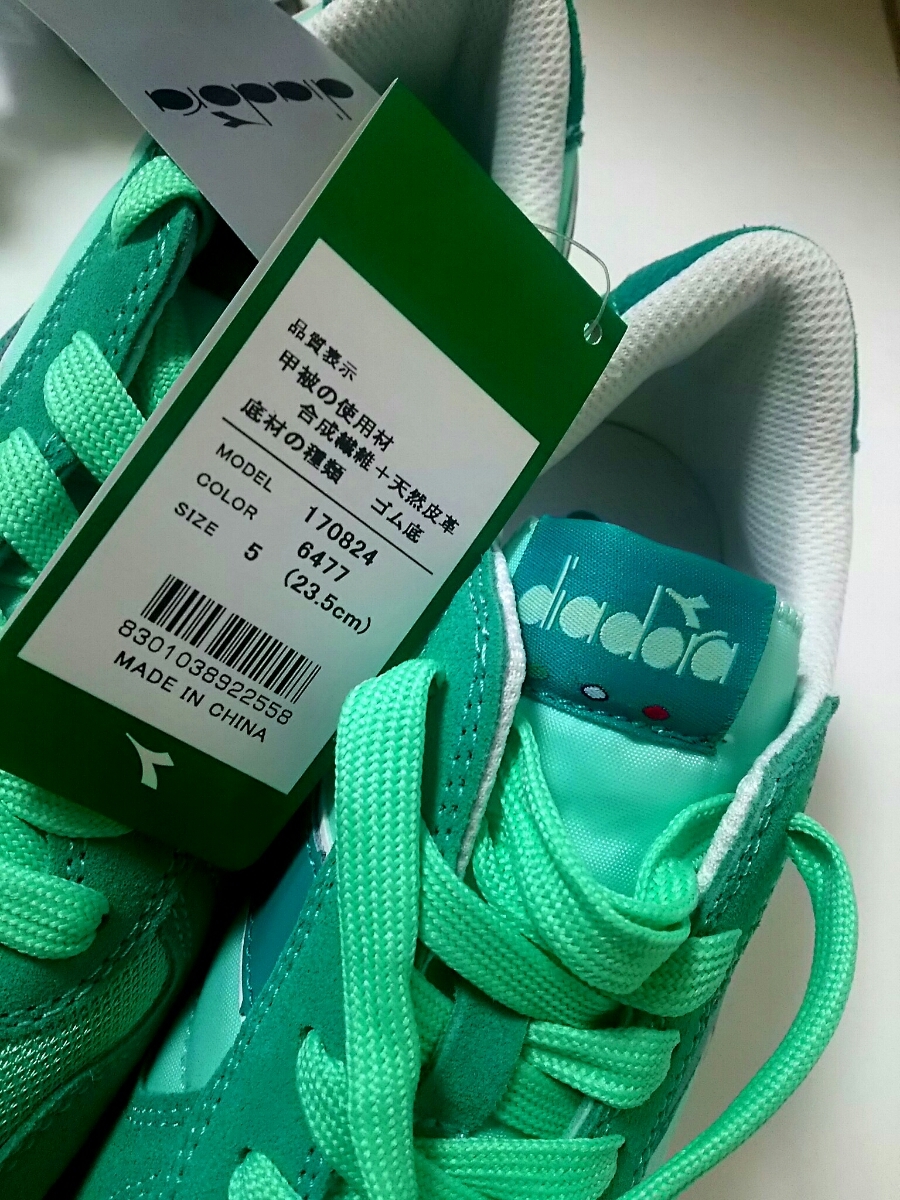 diadora
品質表示
甲被の使用材
合成繊維+天然皮革
底材の種類 ゴム底
MODEL 170824
COLOR 6477
SIZE 5 (23.5cm)
8301038922558
MADE IN CHINA
diadora